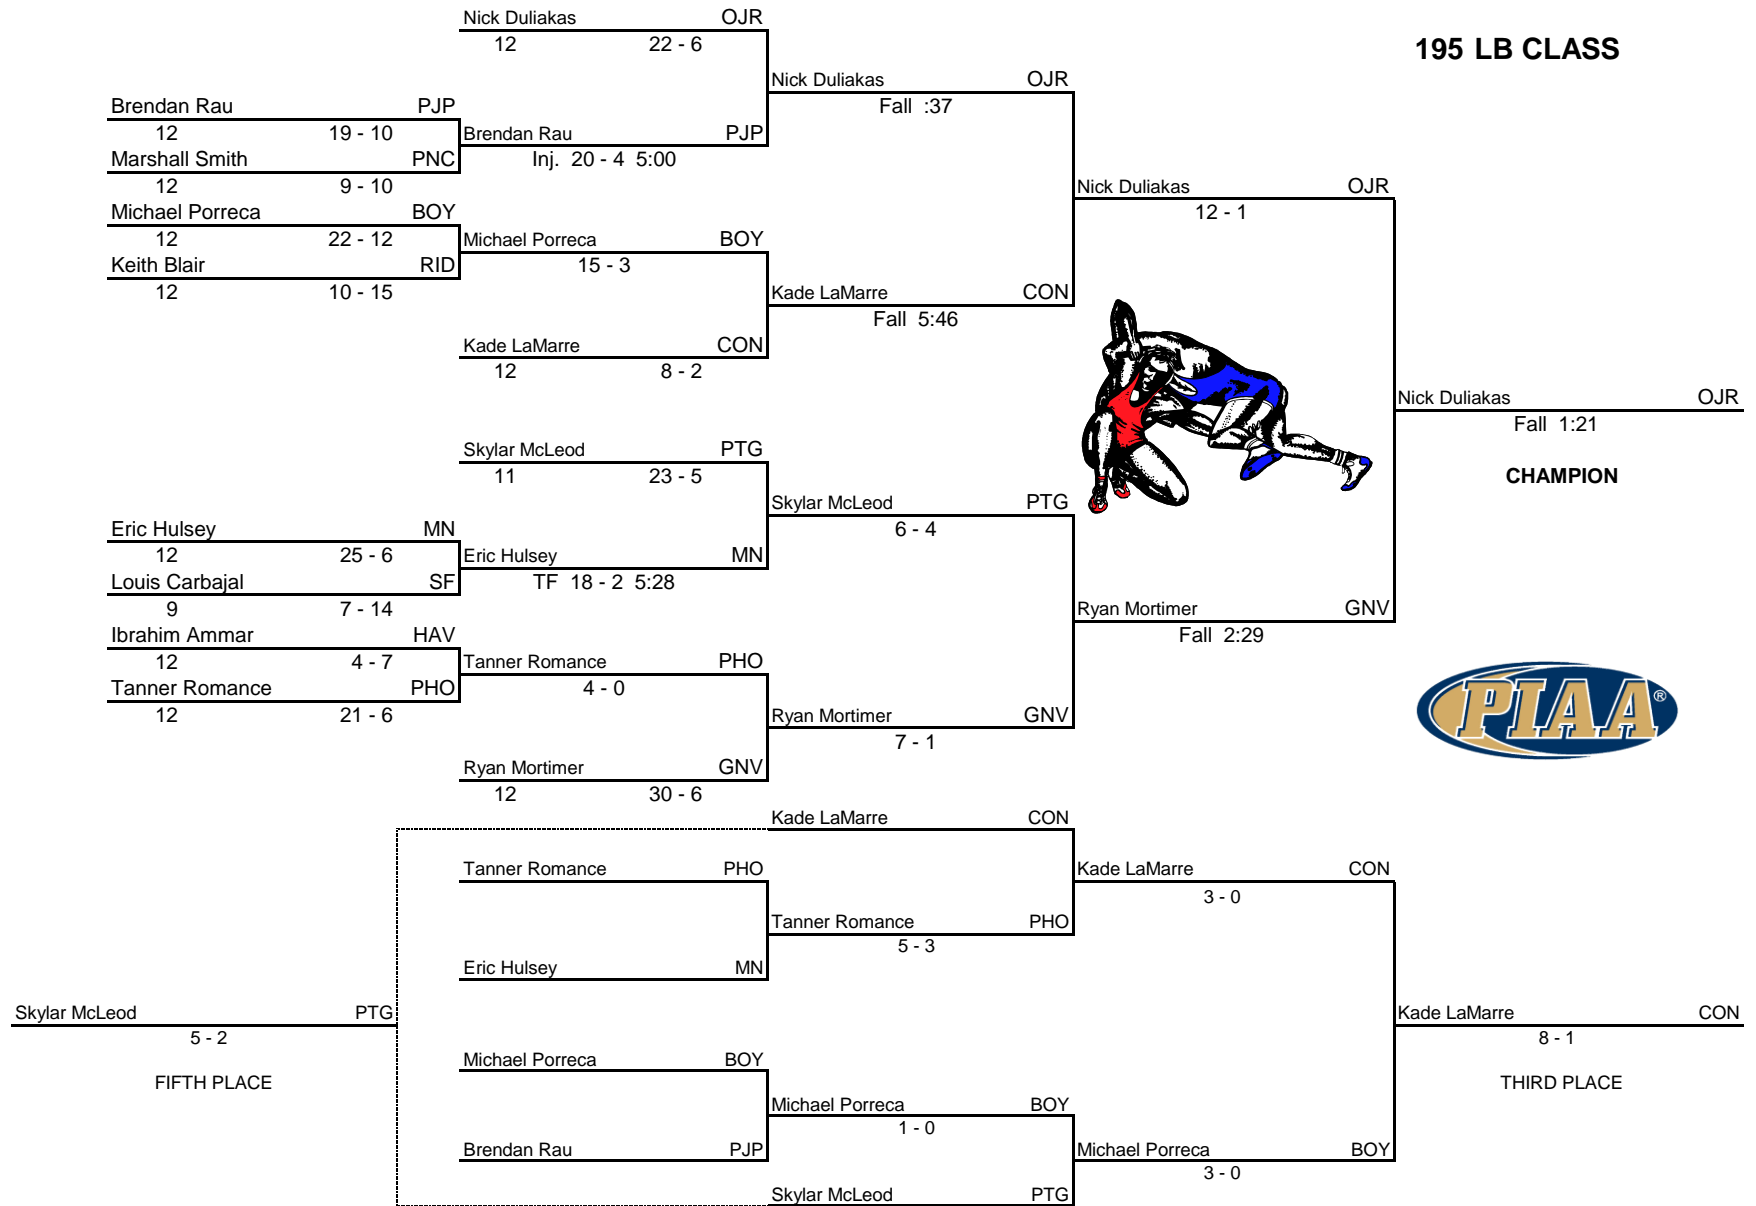 Nick Duliakas OJR
12 22 - 6
195 LB CLASS
Nick Duliakas OJR
Fall :37
Brendan Rau PJP
12 19 - 10
Brendan Rau PJP
Inj. 20 - 4 5:00
Marshall Smith PNC
12 9 - 10
Nick Duliakas OJR
12 - 1
Michael Porreca BOY
12 22 - 12
Michael Porreca BOY
15 - 3
Keith Blair RID
12 10 - 15
Kade LaMarre CON
Fall 5:46
Kade LaMarre CON
12 8 - 2
Nick Duliakas OJR
Fall 1:21
CHAMPION
Skylar McLeod PTG
11 23 - 5
Skylar McLeod PTG
6 - 4
Eric Hulsey MN
12 25 - 6
Eric Hulsey MN
TF 18 - 2 5:28
Louis Carbajal SF
9 7 - 14
Ryan Mortimer GNV
Fall 2:29
Ibrahim Ammar HAV
12 4 - 7
Tanner Romance PHO
4 - 0
Tanner Romance PHO
12 21 - 6
Ryan Mortimer GNV
7 - 1
PIAA®
Ryan Mortimer GNV
12 30 - 6
Kade LaMarre CON
Tanner Romance PHO
Kade LaMarre CON
3 - 0
Tanner Romance PHO
5 - 3
Eric Hulsey MN
Skylar McLeod PTG
5 - 2
FIFTH PLACE
Kade LaMarre CON
8 - 1
THIRD PLACE
Michael Porreca BOY
Michael Porreca BOY
1 - 0
Brendan Rau PJP
Michael Porreca BOY
3 - 0
Skylar McLeod PTG